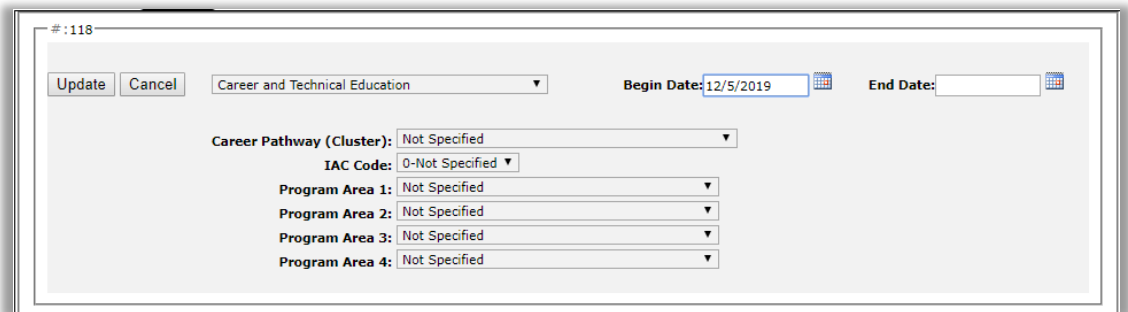 #:118
Update Cancel Career and Technical Education Begin Date: 12/5/2019 End Date:
Career Pathway (Cluster): Not Specified
IAC Code: 0-Not Specified
Program Area 1: Not Specified
Program Area 2: Not Specified
Program Area 3: Not Specified
Program Area 4: Not Specified